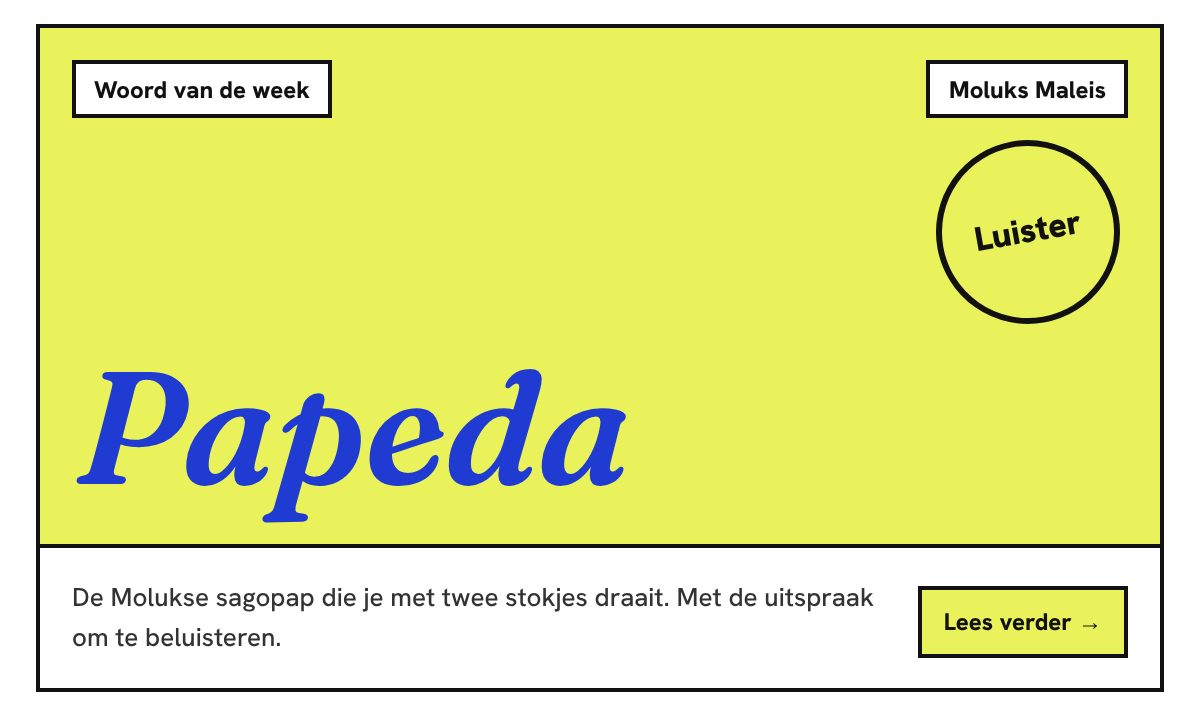 Woord van de week
Moluks Maleis
Luister
Papeda
De Molukse sagopap die je met twee stokjes draait. Met de uitspraak
om te beluisteren.
Lees verder →